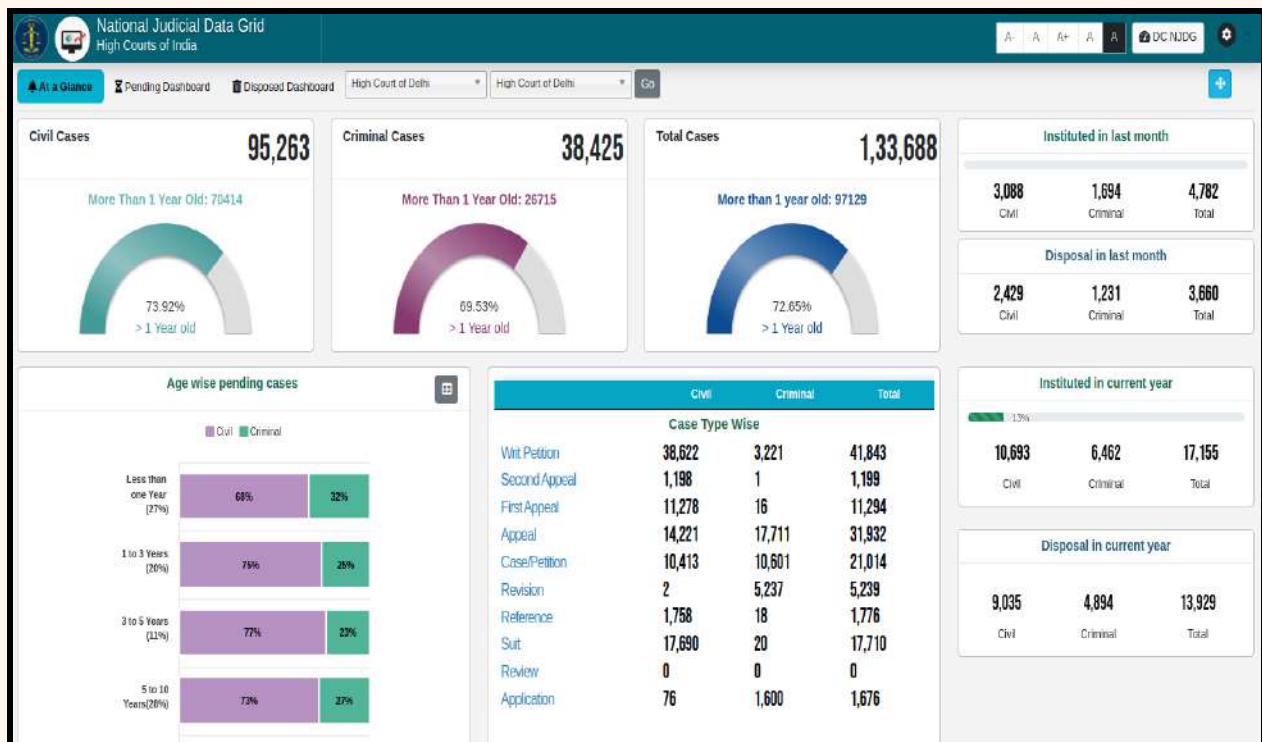 National Judicial Data Grid
High Courts of India
A- A A+ A A DC NJDG
At a Glance Pending Dashboard Disposed Dashboard High Court of Delhi High Court of Delhi Go
Civil Cases 95,263
More Than 1 Year Old: 70414
73.92%
> 1 Year old
Criminal Cases 38,425
More Than 1 Year Old: 26715
69.53%
> 1 Year old
Total Cases 1,33,688
More than 1 year old: 97129
72.65%
> 1 Year old
Instituted in last month
3,088 1,694 4,782
Civil Criminal Total
Disposal in last month
2,429 1,231 3,660
Civil Criminal Total
Age wise pending cases
Civil Criminal
Less than
one Year
(27%)
68% 32%
1 to 3 Years
(20%)
75% 25%
3 to 5 Years
(11%)
77% 23%
5 to 10
Years(28%)
73% 27%
Civil Criminal Total
Case Type Wise
Writ Petition 38,622 3,221 41,843
Second Appeal 1,198 1 1,199
First Appeal 11,278 16 11,294
Appeal 14,221 17,711 31,932
Case/Petition 10,413 10,601 21,014
Revision 2 5,237 5,239
Reference 1,758 18 1,776
Suit 17,690 20 17,710
Review 0 0 0
Application 76 1,600 1,676
Instituted in current year
13%
10,693 6,462 17,155
Civil Criminal Total
Disposal in current year
9,035 4,894 13,929
Civil Criminal Total